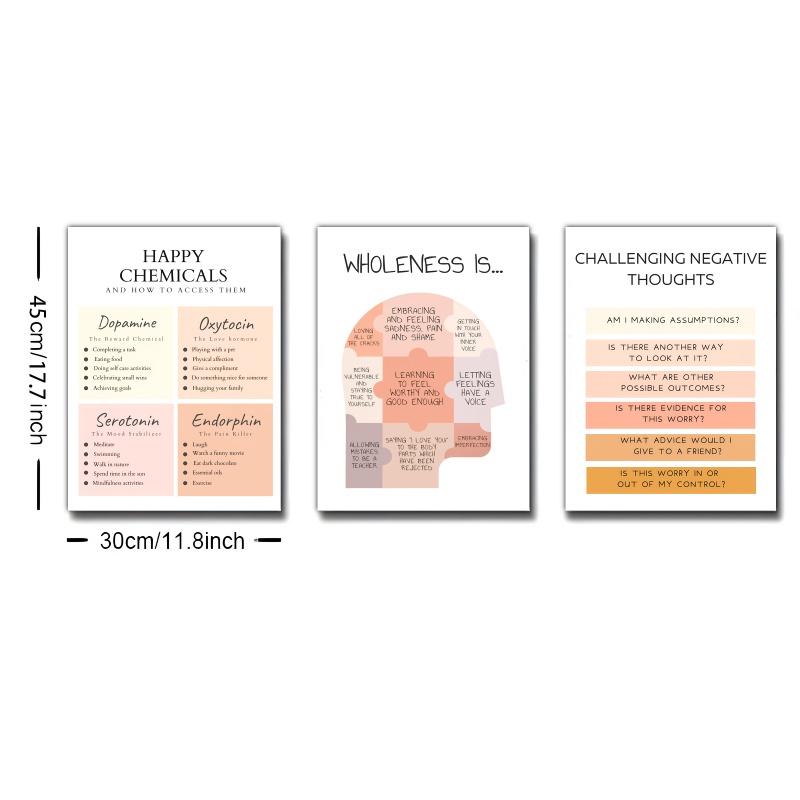 45cm/17.7inch
30cm/11.8inch
HAPPY
CHEMICALS
AND HOW TO ACCESS THEM
Dopamine
The Reward Chemical
Completing a task
Eating food
Doing self care activities
Celebrating small wins
Achieving goals
Oxytocin
The Love hormone
Playing with a pet
Physical affection
Give a compliment
Do something nice for someone
Hugging your family
Serotonin
The Mood Stabilizer
Meditate
Swimming
Walk in nature
Spend time in the sun
Mindfulness activities
Endorphin
The Pain Killer
Laugh
Watch a funny movie
Eat dark chocolate
Essential oils
Exercise
WHOLENESS IS...
LOVING
ALL OF
THE CRACKS
EMBRACING
AND FEELING
SADNESS, PAIN
AND SHAME
GETTING
IN TOUCH
WITH YOUR
INNER
VOICE
BEING
VULNERABLE
AND
STAYING
TRUE TO
YOURSELF
LEARNING
TO FEEL
WORTHY AND
GOOD ENOUGH
LETTING
FEELINGS
HAVE A
VOICE
ALLOWING
MISTAKES
TO BE A
TEACHER
SAYING "I LOVE YOU"
TO THE BODY
PARTS WHICH
HAVE BEEN
REJECTED
EMBRACING
IMPERFECTION
CHALLENGING NEGATIVE
THOUGHTS
AM I MAKING ASSUMPTIONS?
IS THERE ANOTHER WAY
TO LOOK AT IT?
WHAT ARE OTHER
POSSIBLE OUTCOMES?
IS THERE EVIDENCE FOR
THIS WORRY?
WHAT ADVICE WOULD I
GIVE TO A FRIEND?
IS THIS WORRY IN OR
OUT OF MY CONTROL?